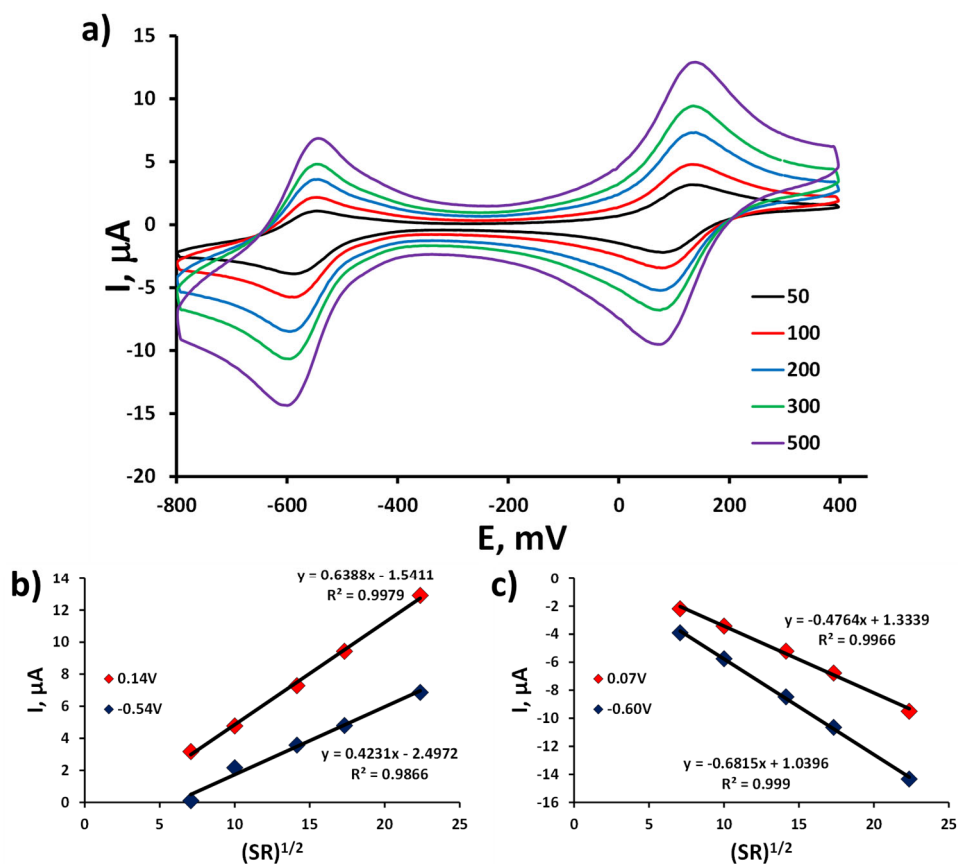 a)
15
10
5
0
-5
-10
-15
-20
I, µA
-800
-600
-400
-200
0
200
400
E, mV
50
100
200
300
500
b)
14
12
10
8
6
4
2
0
I, µA
y = 0.6388x - 1.5411
R² = 0.9979
0.14V
-0.54V
y = 0.4231x - 2.4972
R² = 0.9866
0
5
10
15
20
25
(SR)1/2
c)
0
-2
-4
-6
-8
-10
-12
-14
-16
I, µA
y = -0.4764x + 1.3339
R² = 0.9966
0.07V
-0.60V
y = -0.6815x + 1.0396
R² = 0.999
0
5
10
15
20
25
(SR)1/2